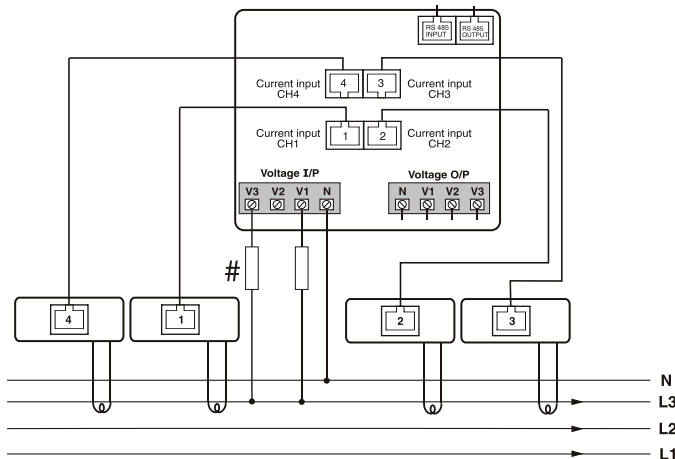 RS 485
INPUT
RS 485
OUTPUT
Current input
CH4
4
3
Current input
CH3
Current input
CH1
1
2
Current input
CH2
Voltage I/P
V3 V2 V1 N
Voltage O/P
N V1 V2 V3
#
4
1
2
3
N
L3
L2
L1